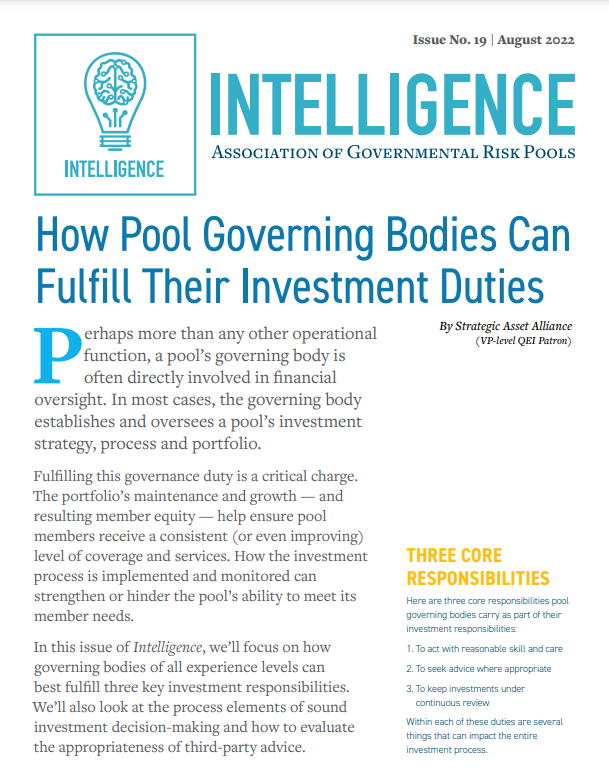 Issue No. 19 | August 2022
INTELLIGENCE
INTELLIGENCE
ASSOCIATION OF GOVERNMENTAL RISK POOLS
How Pool Governing Bodies Can
Fulfill Their Investment Duties
By Strategic Asset Alliance
(VP-level QEI Patron)
Perhaps more than any other operational
function, a pool's governing body is
often directly involved in financial
oversight. In most cases, the governing body
establishes and oversees a pool's investment
strategy, process and portfolio.
Fulfilling this governance duty is a critical charge.
The portfolio's maintenance and growth — and
resulting member equity — help ensure pool
members receive a consistent (or even improving)
level of coverage and services. How the investment
process is implemented and monitored can
strengthen or hinder the pool's ability to meet its
member needs.
In this issue of Intelligence, we'll focus on how
governing bodies of all experience levels can
best fulfill three key investment responsibilities.
We'll also look at the process elements of sound
investment decision-making and how to evaluate
the appropriateness of third-party advice.
THREE CORE
RESPONSIBILITIES
Here are three core responsibilities pool
governing bodies carry as part of their
investment responsibilities:
1. To act with reasonable skill and care
2. To seek advice where appropriate
3. To keep investments under
continuous review
Within each of these duties are several
things that can impact the entire
investment process.